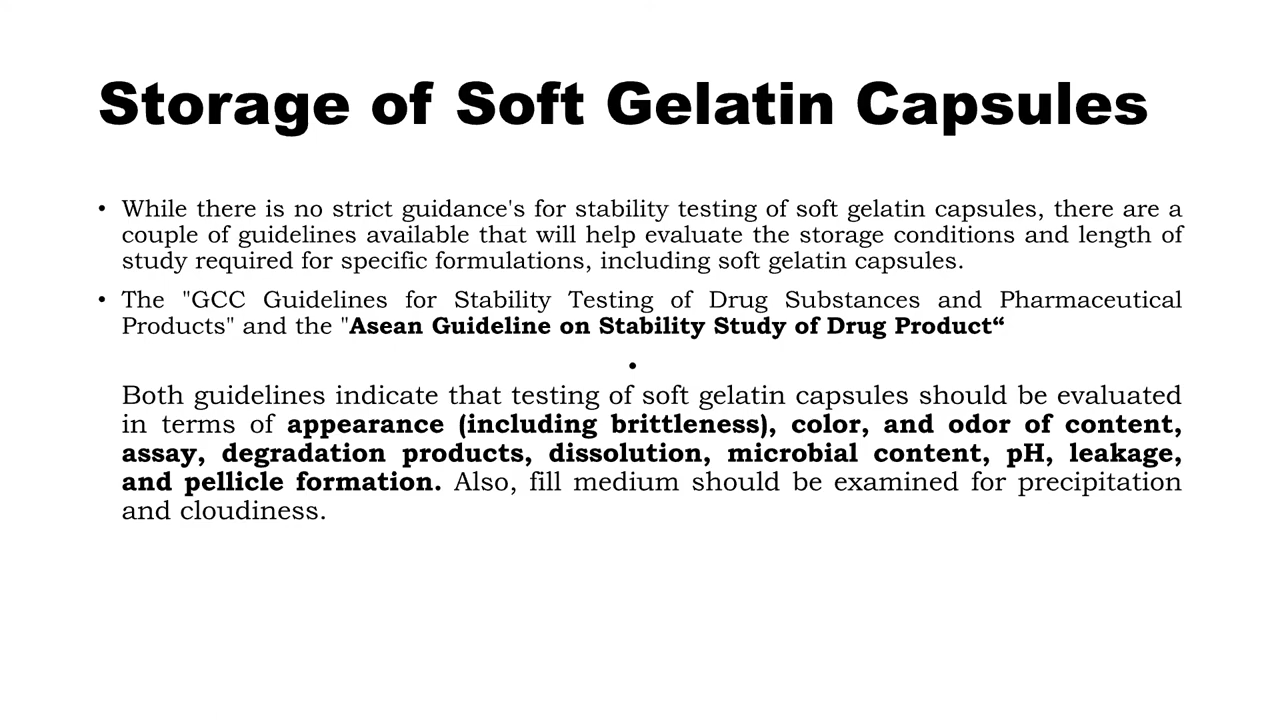 Storage of Soft Gelatin Capsules
• While there is no strict guidance's for stability testing of soft gelatin capsules, there are a
couple of guidelines available that will help evaluate the storage conditions and length of
study required for specific formulations, including soft gelatin capsules.
• The "GCC Guidelines for Stability Testing of Drug Substances and Pharmaceutical
Products" and the "Asean Guideline on Stability Study of Drug Product“
•
Both guidelines indicate that testing of soft gelatin capsules should be evaluated
in terms of appearance (including brittleness), color, and odor of content,
assay, degradation products, dissolution, microbial content, pH, leakage,
and pellicle formation. Also, fill medium should be examined for precipitation
and cloudiness.